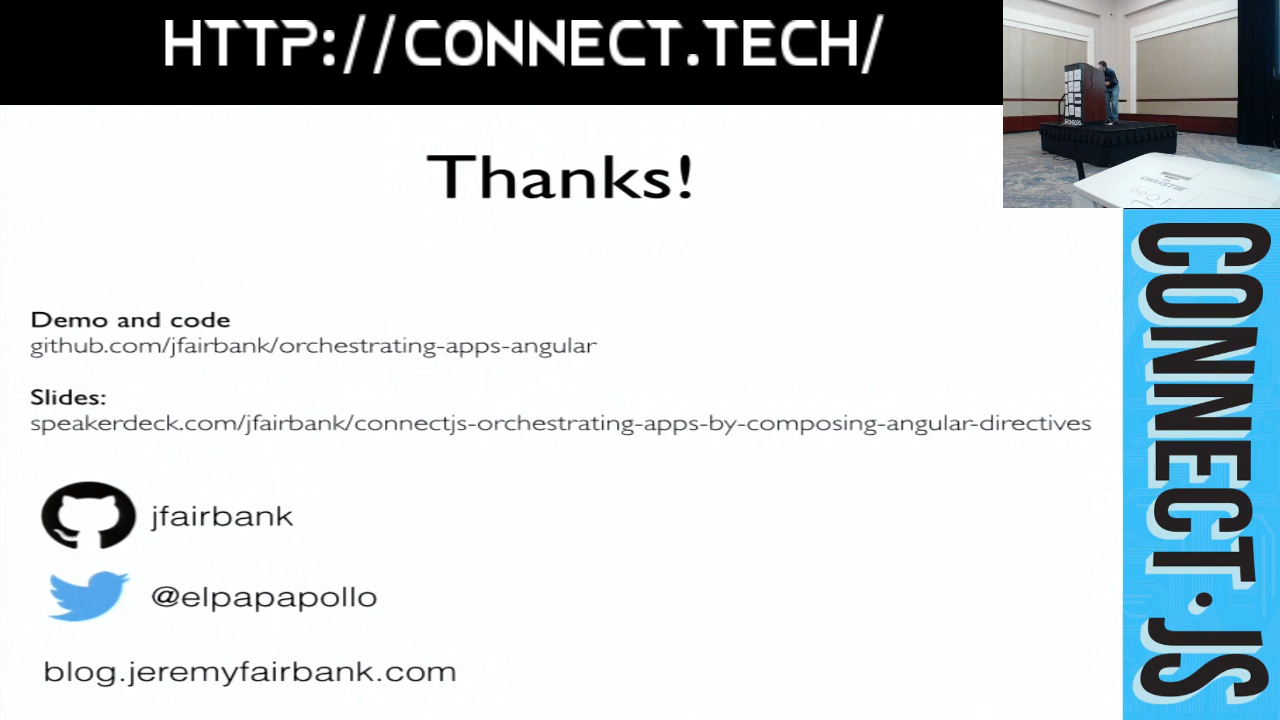 HTTP://CONNECT.TECH/
Thanks!
Demo and code
github.com/jfairbank/orchestrating-apps-angular
Slides:
speakerdeck.com/jfairbank/connectjs-orchestrating-apps-by-composing-angular-directives
jfairbank
@elpapapollo
blog.jeremyfairbank.com
CHRISTIE
CONNECT·JS